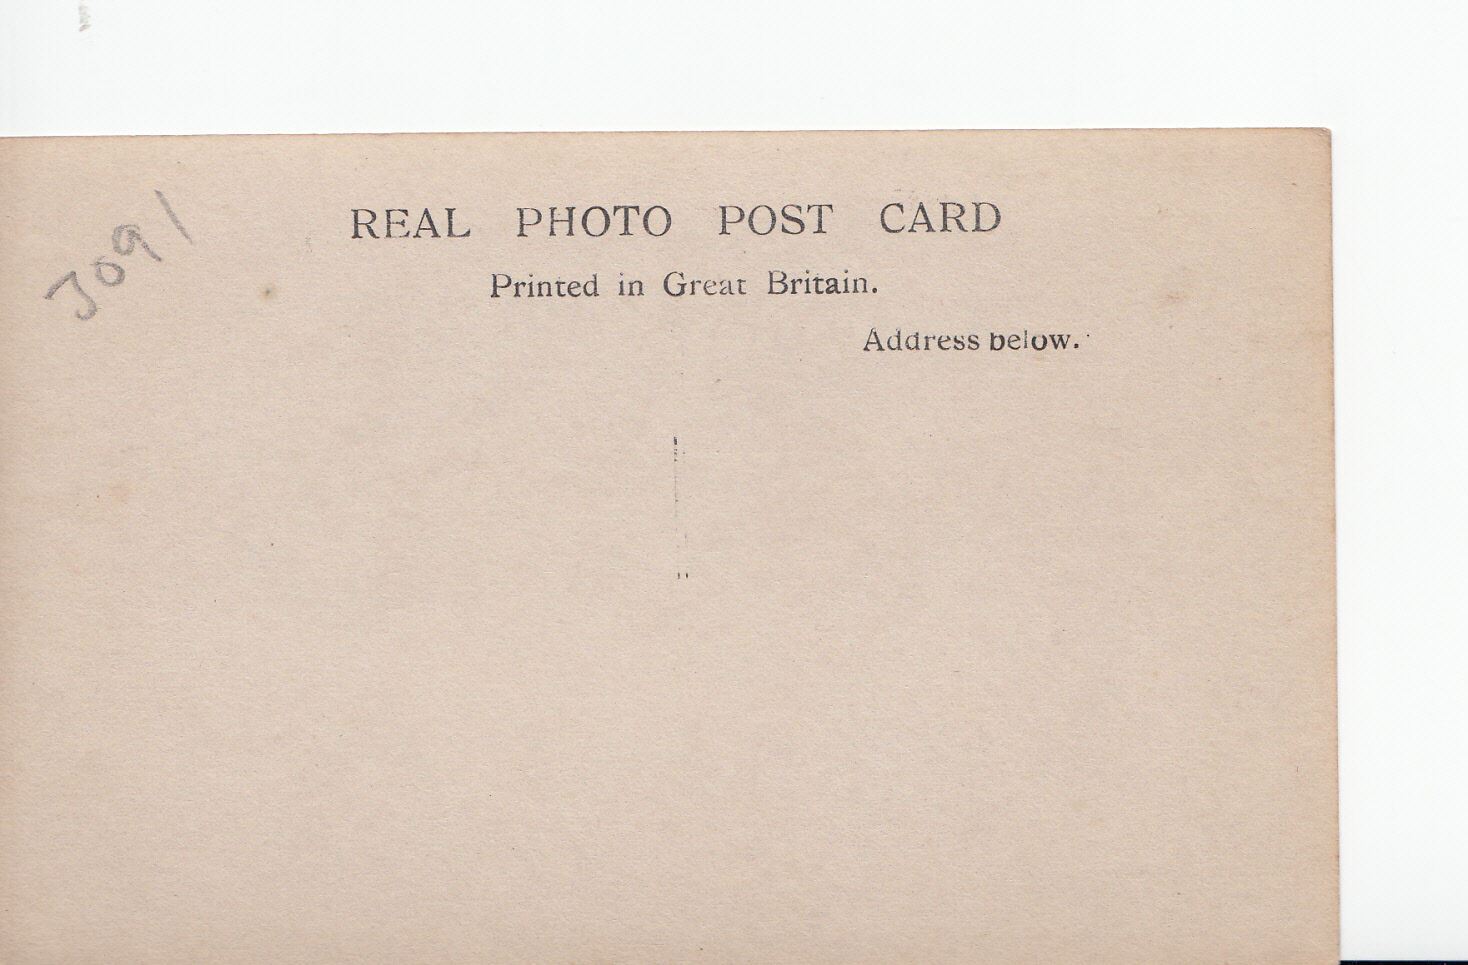 J091
REAL PHOTO POST CARD
Printed in Great Britain.
Address below.